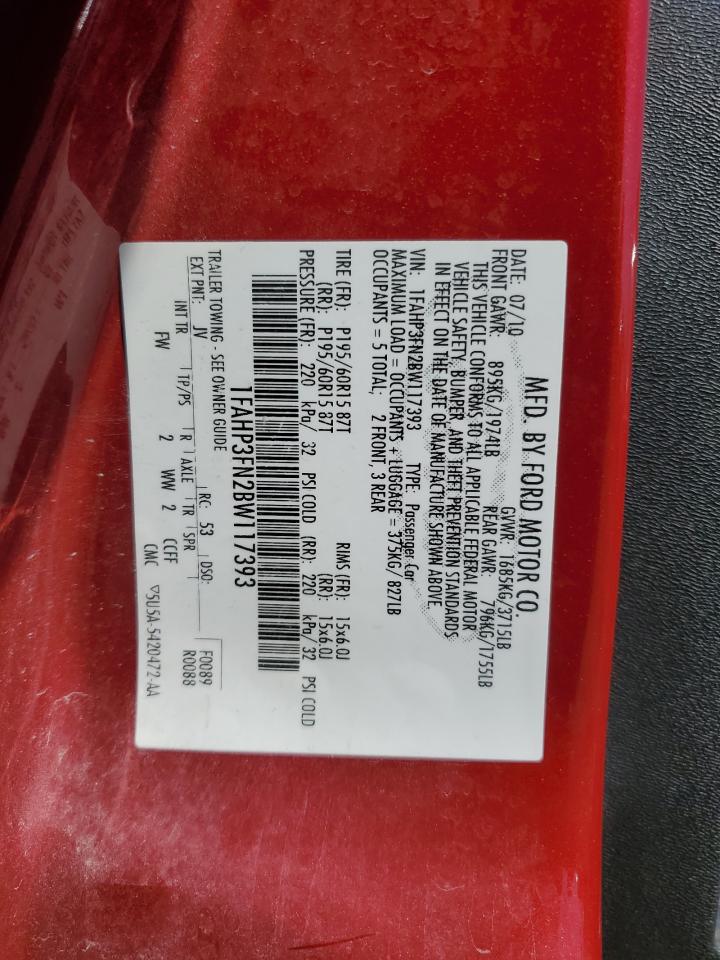 MFD. BY FORD MOTOR CO.
DATE: 07/10 GVWR: 1685KG/3715LB
FRONT GAWR: 895KG/1974LB REAR GAWR: 796KG/1755LB
THIS VEHICLE CONFORMS TO ALL APPLICABLE FEDERAL MOTOR
VEHICLE SAFETY, BUMPER, AND THEFT PREVENTION STANDARDS
IN EFFECT ON THE DATE OF MANUFACTURE SHOWN ABOVE.
VIN: 1FAHP3FN2BW117393 TYPE: Passenger Car
MAXIMUM LOAD = OCCUPANTS + LUGGAGE = 375KG/ 827LB
OCCUPANTS = 5 TOTAL; 2 FRONT, 3 REAR
TIRE (FR): P195/60R15 87T RIMS (FR): 15x6.0J
(RR): P195/60R15 87T (RR): 15x6.0J
PRESSURE (FR): 220 kPa/ 32 PSI COLD (RR): 220 kPa/ 32 PSI COLD
1FAHP3FN2BW117393
TRAILER TOWING - SEE OWNER GUIDE
EXT PNT: JV RC: 53 DSO: F0089
R0088
INT TR TP/PS R AXLE TR SPR
FW 2 2 WW CCFF
CMC ▽5U5A-5420472-AA